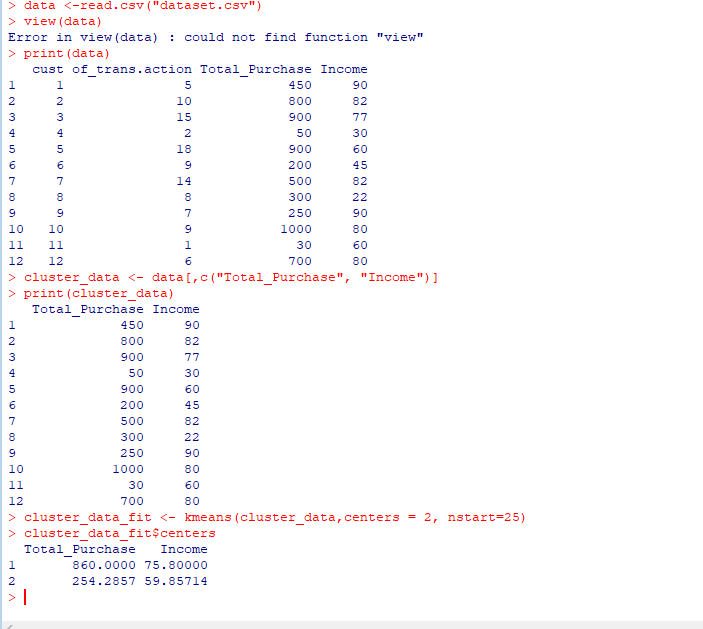 > data <-read.csv("dataset.csv")
> view(data)
Error in view(data) : could not find function "view"
> print(data)
   cust of_trans.action Total_Purchase Income
1     1               5            450     90
2     2              10            800     82
3     3              15            900     77
4     4               2             50     30
5     5              18            900     60
6     6               9            200     45
7     7              14            500     82
8     8               8            300     22
9     9               7            250     90
10   10               9           1000     80
11   11               1             30     60
12   12               6            700     80
> cluster_data <- data[,c("Total_Purchase", "Income")]
> print(cluster_data)
   Total_Purchase Income
1             450     90
2             800     82
3             900     77
4              50     30
5             900     60
6             200     45
7             500     82
8             300     22
9             250     90
10           1000     80
11             30     60
12            700     80
> cluster_data_fit <- kmeans(cluster_data,centers = 2, nstart=25)
> cluster_data_fit$centers
  Total_Purchase   Income
1       860.0000 75.80000
2       254.2857 59.85714
>